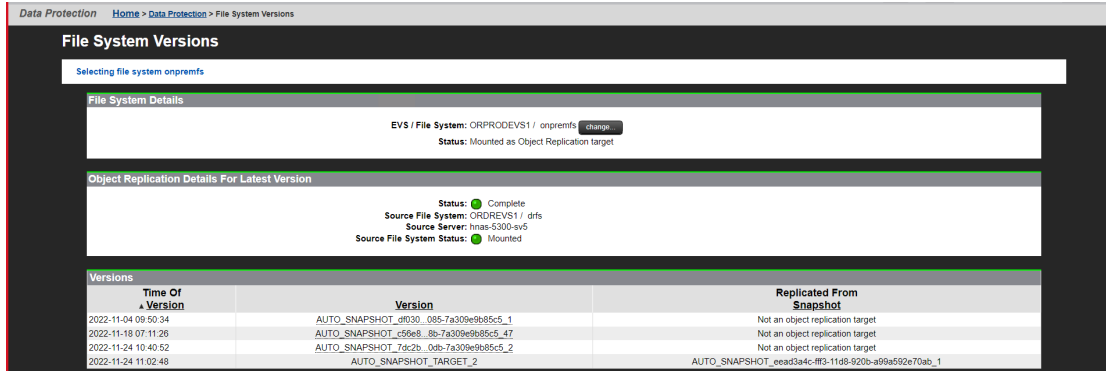 Data Protection Home > Data Protection > File System Versions
File System Versions
Selecting file system onpremfs
File System Details
EVS / File System: ORPRODEVS1 / onpremfs change...
Status: Mounted as Object Replication target
Object Replication Details For Latest Version
Status: Complete
Source File System: ORDREVS1 / drfs
Source Server: hnas-5300-sv5
Source File System Status: Mounted
Versions
Time Of
▲ Version Version Replicated From
Snapshot
2022-11-04 09:50:34 AUTO_SNAPSHOT_df030...085-7a309e9b85c5_1 Not an object replication target
2022-11-18 07:11:26 AUTO_SNAPSHOT_c56e8...8b-7a309e9b85c5_47 Not an object replication target
2022-11-24 10:40:52 AUTO_SNAPSHOT_7dc2b...0db-7a309e9b85c5_2 Not an object replication target
2022-11-24 11:02:48 AUTO_SNAPSHOT_TARGET_2 AUTO_SNAPSHOT_eead3a4c-fff3-11d8-920b-a99a592e70ab_1